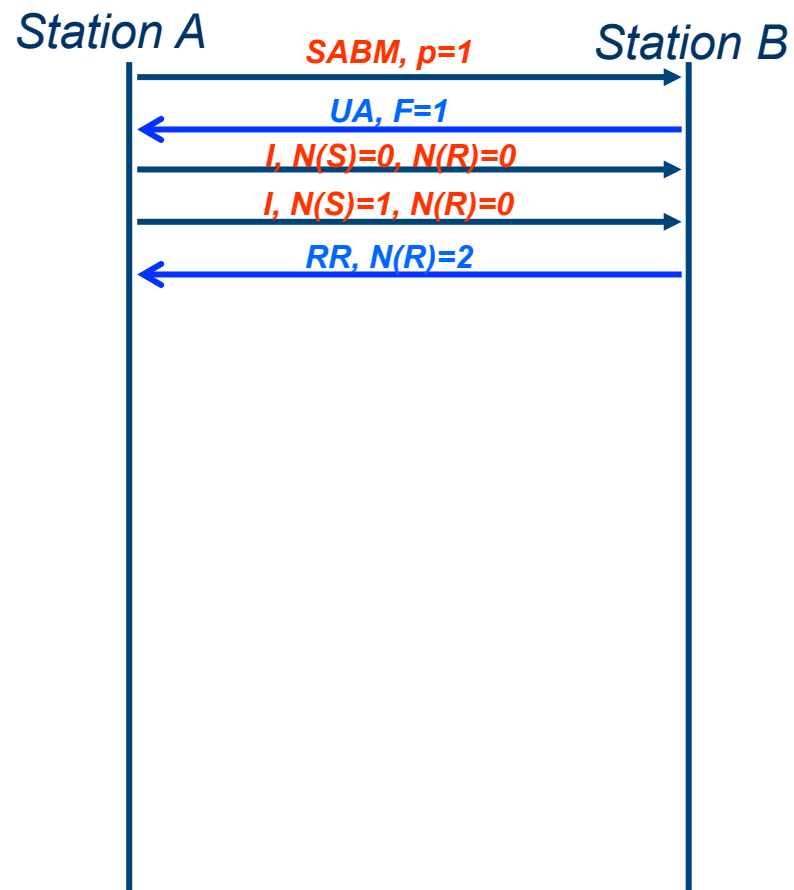 Station A
Station B
SABM, p=1
UA, F=1
I, N(S)=0, N(R)=0
I, N(S)=1, N(R)=0
RR, N(R)=2